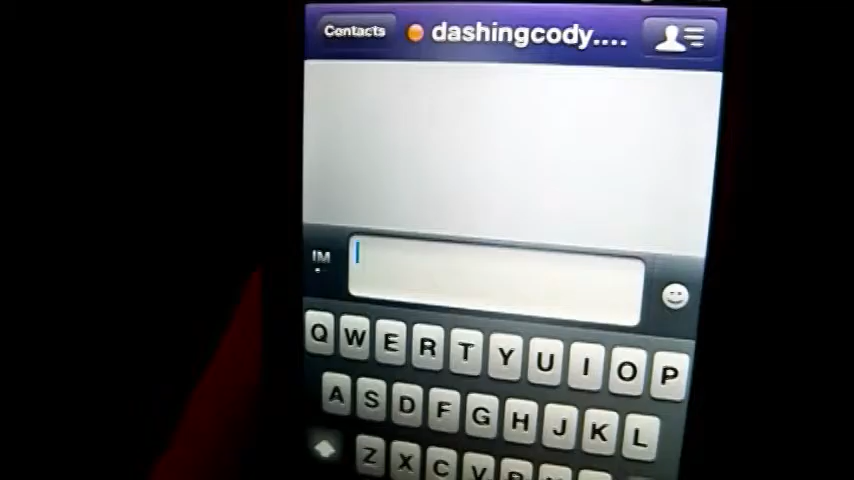 Contacts dashingcody....
IM
Q W E R T Y U I O P
A S D F G H J K L
Z X C V